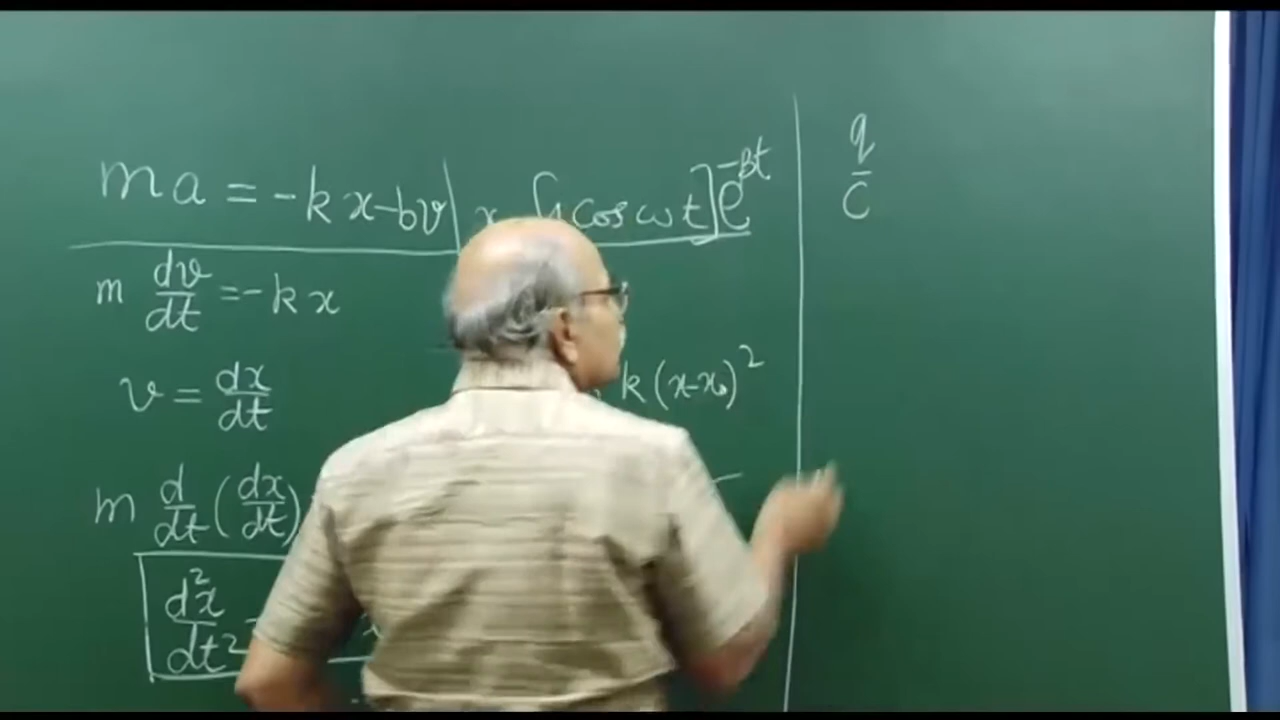 ma = -kx-bv | x [ cos ωt]e^-βt
m dv/dt = -kx
v = dx/dt
k(x-x₀)²
m d/dt (dx/dt)
d²x/dt²
q/C